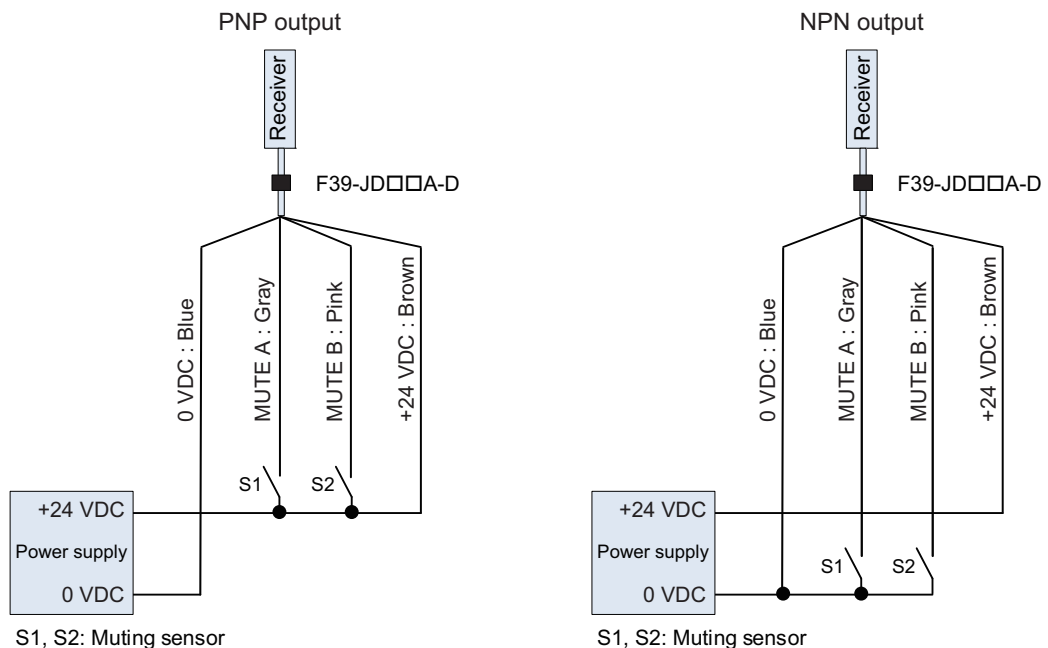 PNP output
Receiver
F39-JD□□A-D
0 VDC : Blue
MUTE A : Gray
MUTE B : Pink
+24 VDC : Brown
S1
S2
+24 VDC
Power supply
0 VDC
S1, S2: Muting sensor
NPN output
Receiver
F39-JD□□A-D
0 VDC : Blue
MUTE A : Gray
MUTE B : Pink
+24 VDC : Brown
+24 VDC
Power supply
S1
S2
0 VDC
S1, S2: Muting sensor